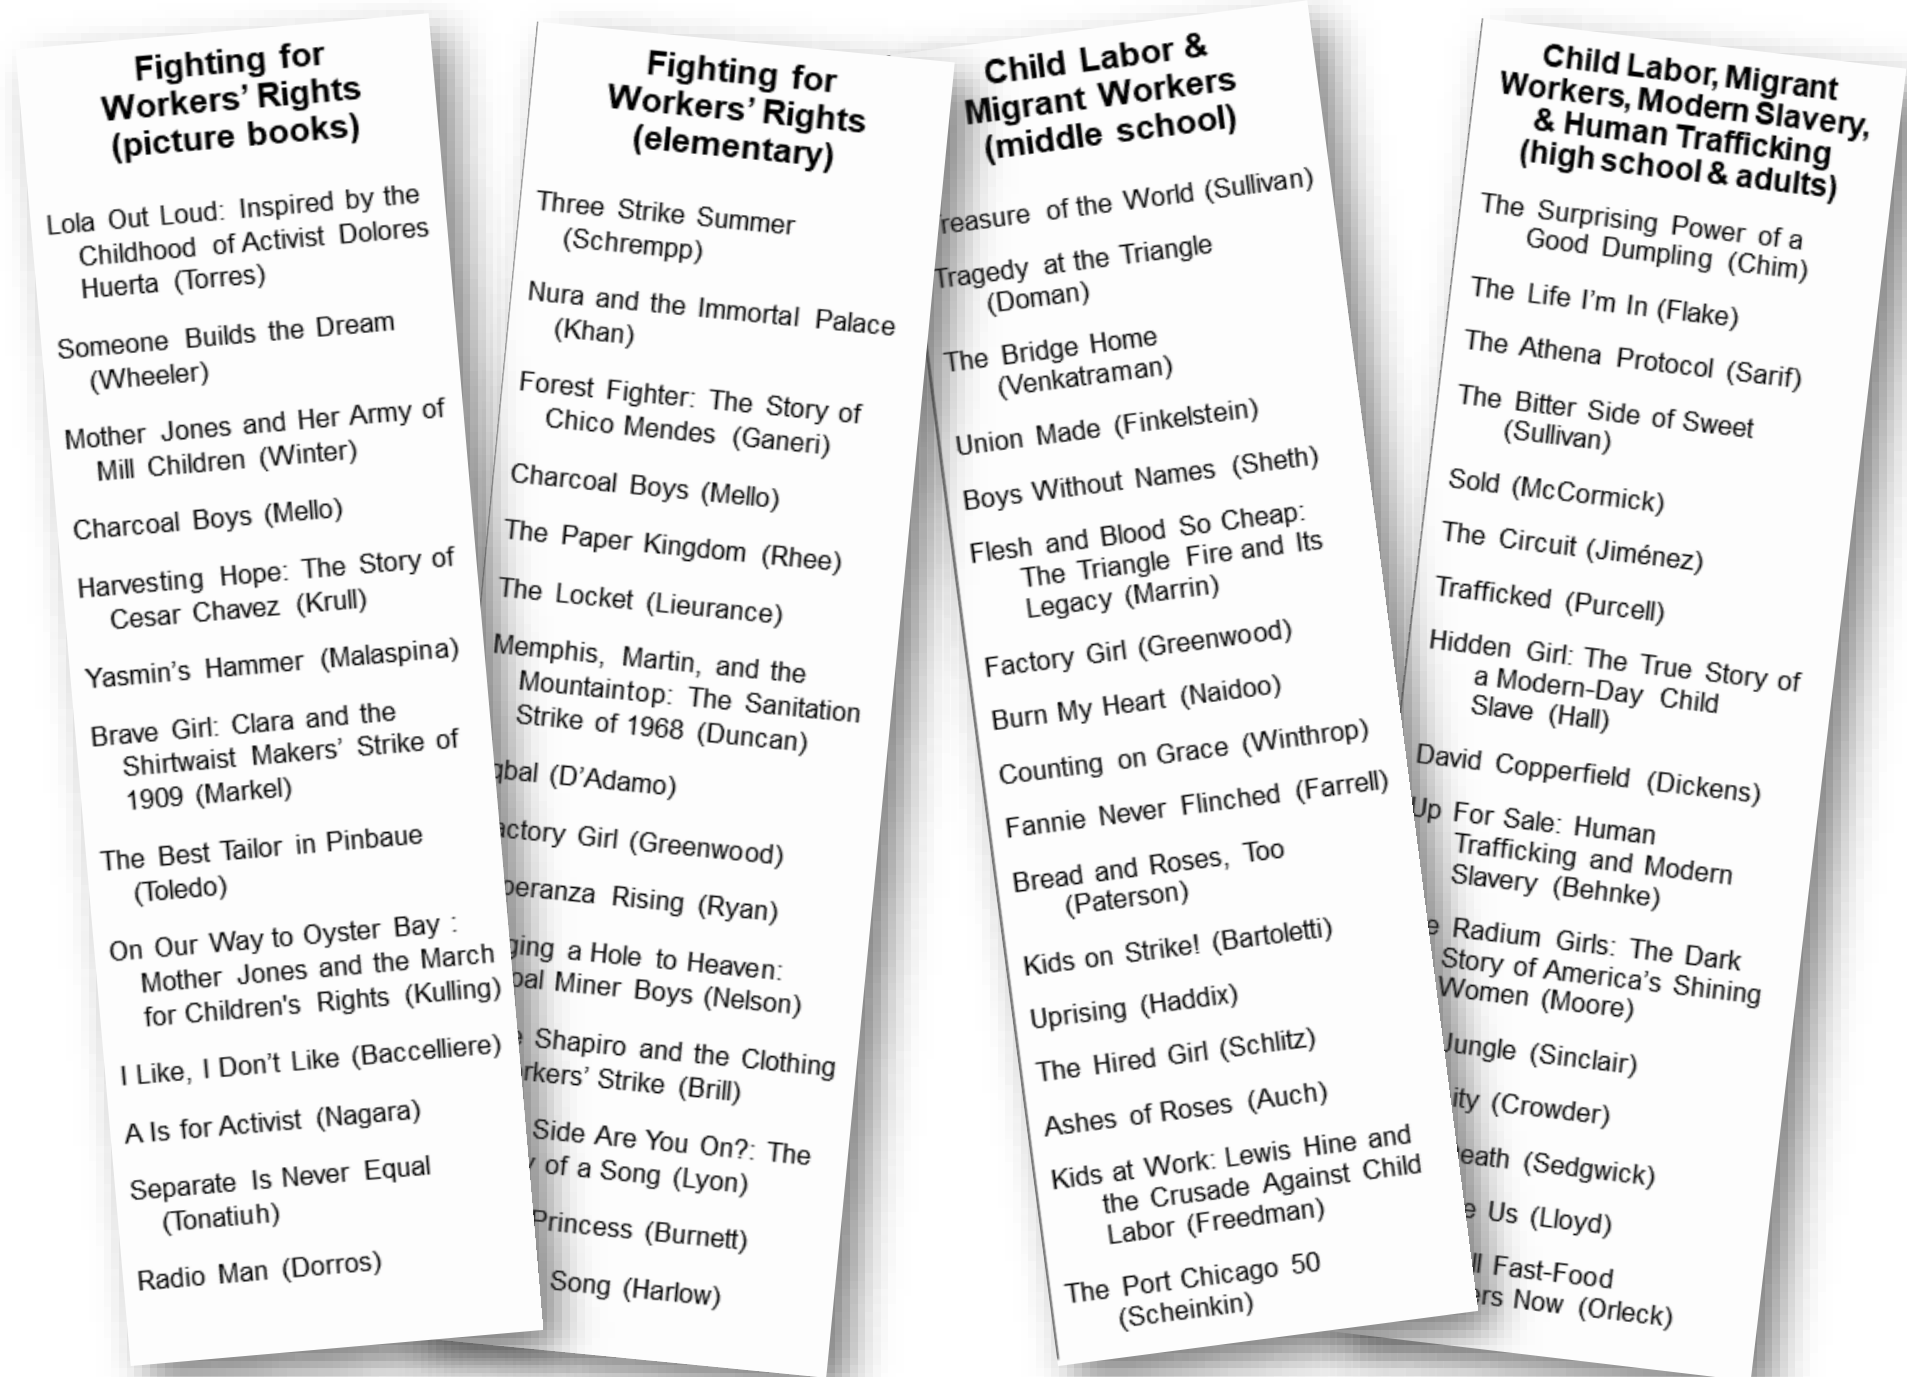 Fighting for
Workers’ Rights
(picture books)
Lola Out Loud: Inspired by the
Childhood of Activist Dolores
Huerta (Torres)
Someone Builds the Dream
(Wheeler)
Mother Jones and Her Army of
Mill Children (Winter)
Charcoal Boys (Mello)
Harvesting Hope: The Story of
Cesar Chavez (Krull)
Yasmin’s Hammer (Malaspina)
Brave Girl: Clara and the
Shirtwaist Makers’ Strike of
1909 (Markel)
The Best Tailor in Pinbaue
(Toledo)
On Our Way to Oyster Bay :
Mother Jones and the March
for Children's Rights (Kulling)
I Like, I Don’t Like (Baccelliere)
A Is for Activist (Nagara)
Separate Is Never Equal
(Tonatiuh)
Radio Man (Dorros)
Fighting for
Workers’ Rights
(elementary)
Three Strike Summer
(Schrempp)
Nura and the Immortal Palace
(Khan)
Forest Fighter: The Story of
Chico Mendes (Ganeri)
Charcoal Boys (Mello)
The Paper Kingdom (Rhee)
The Locket (Lieurance)
Memphis, Martin, and the
Mountaintop: The Sanitation
Strike of 1968 (Duncan)
qbal (D’Adamo)
actory Girl (Greenwood)
peranza Rising (Ryan)
ging a Hole to Heaven:
oal Miner Boys (Nelson)
e Shapiro and the Clothing
rkers’ Strike (Brill)
Side Are You On?: The
y of a Song (Lyon)
Princess (Burnett)
Song (Harlow)
Child Labor &
Migrant Workers
(middle school)
reasure of the World (Sullivan)
Tragedy at the Triangle
(Doman)
The Bridge Home
(Venkatraman)
Union Made (Finkelstein)
Boys Without Names (Sheth)
Flesh and Blood So Cheap:
The Triangle Fire and Its
Legacy (Marrin)
Factory Girl (Greenwood)
Burn My Heart (Naidoo)
Counting on Grace (Winthrop)
Fannie Never Flinched (Farrell)
Bread and Roses, Too
(Paterson)
Kids on Strike! (Bartoletti)
Uprising (Haddix)
The Hired Girl (Schlitz)
Ashes of Roses (Auch)
Kids at Work: Lewis Hine and
the Crusade Against Child
Labor (Freedman)
The Port Chicago 50
(Scheinkin)
Child Labor, Migrant
Workers, Modern Slavery,
& Human Trafficking
(high school & adults)
The Surprising Power of a
Good Dumpling (Chim)
The Life I’m In (Flake)
The Athena Protocol (Sarif)
The Bitter Side of Sweet
(Sullivan)
Sold (McCormick)
The Circuit (Jiménez)
Trafficked (Purcell)
Hidden Girl: The True Story of
a Modern-Day Child
Slave (Hall)
David Copperfield (Dickens)
Up For Sale: Human
Trafficking and Modern
Slavery (Behnke)
e Radium Girls: The Dark
Story of America’s Shining
Women (Moore)
Jungle (Sinclair)
ity (Crowder)
eath (Sedgwick)
e Us (Lloyd)
ll Fast-Food
ers Now (Orleck)